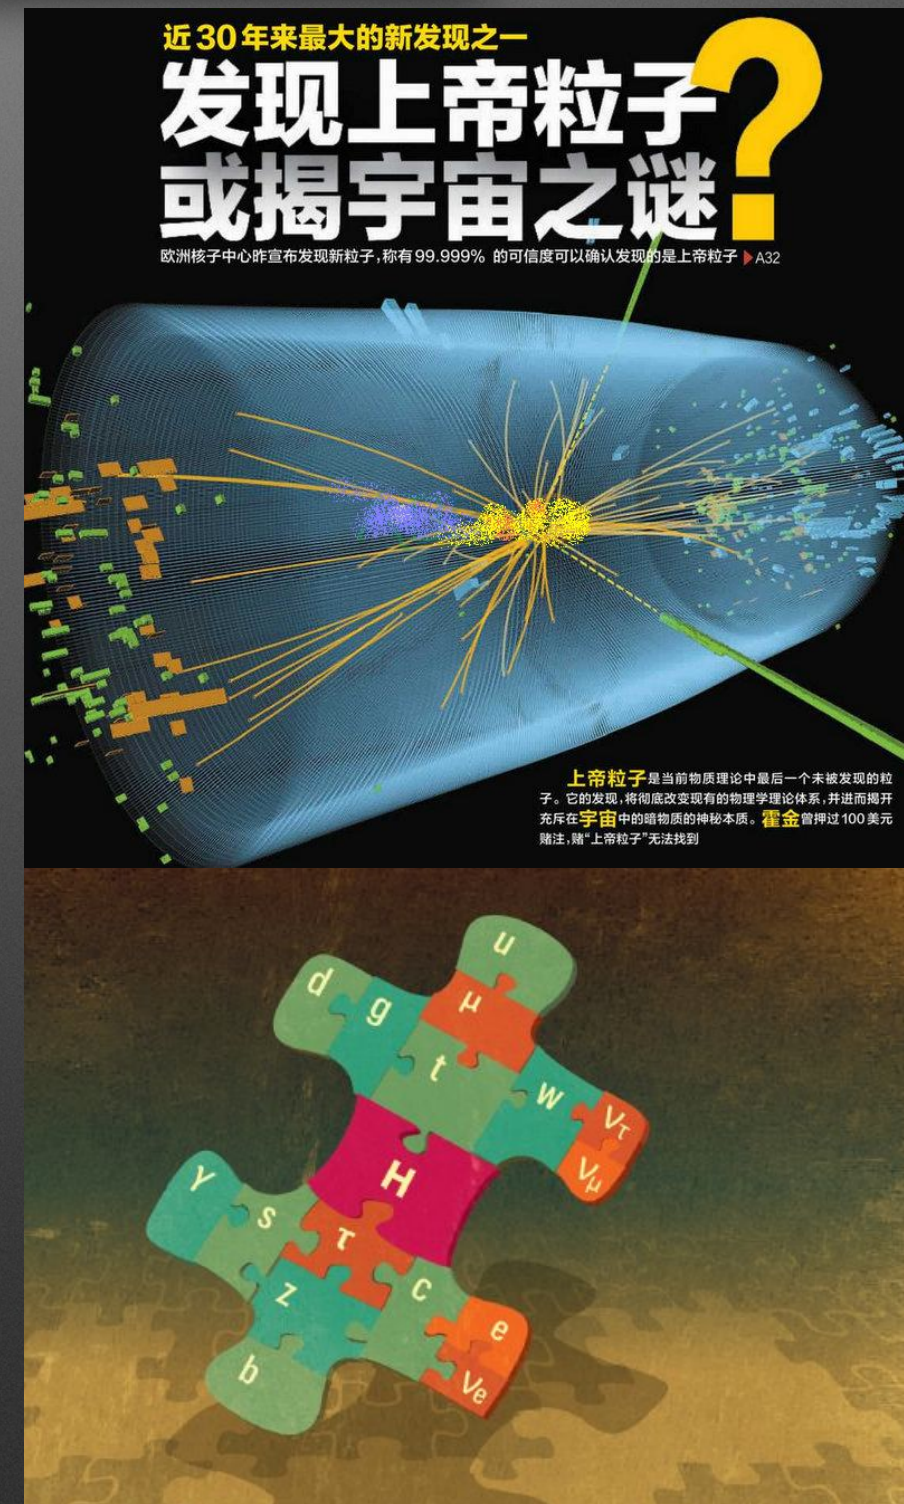 近30年来最大的新发现之一
发现上帝粒子?
或揭宇宙之谜
欧洲核子中心昨宣布发现新粒子,称有99.999% 的可信度可以确认发现的是上帝粒子 ▶A32
上帝粒子是当前物质理论中最后一个未被发现的粒
子。它的发现,将彻底改变现有的物理学理论体系,并进而揭开
充斥在宇宙中的暗物质的神秘本质。霍金曾押过100美元
赌注,赌“上帝粒子”无法找到
u
d
g
μ
t
W
Vτ
Vμ
H
γ
s
τ
z
c
e
b
Ve